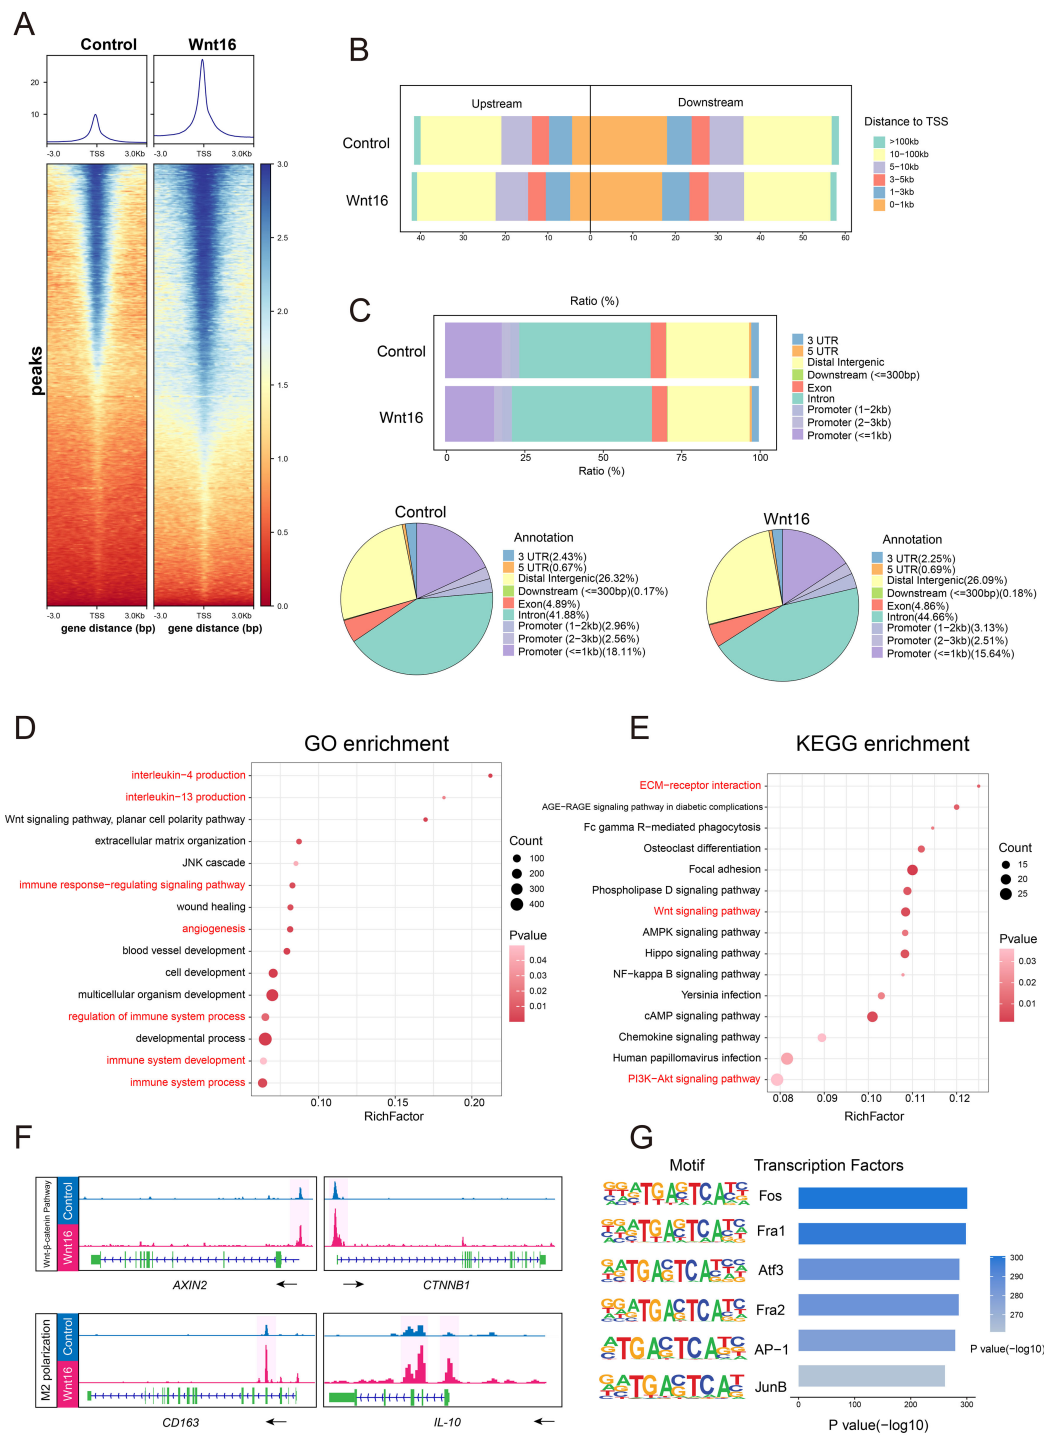 A
Control Wnt16
20
10
-3.0 TSS 3.0Kb -3.0 TSS 3.0Kb
peaks
3.0
2.5
2.0
1.5
1.0
0.5
0.0
-3.0 TSS 3.0Kb -3.0 TSS 3.0Kb
gene distance (bp) gene distance (bp)
B
Upstream Downstream
Control
Wnt16
40 30 20 10 0 10 20 30 40 50 60
Ratio (%)
Distance to TSS
>100kb
10−100kb
5−10kb
3−5kb
1−3kb
0−1kb
C
Control
Wnt16
0 25 50 75 100
Ratio (%)
3 UTR
5 UTR
Distal Intergenic
Downstream (<=300bp)
Exon
Intron
Promoter (1−2kb)
Promoter (2−3kb)
Promoter (<=1kb)
Control
Annotation
3 UTR(2.43%)
5 UTR(0.67%)
Distal Intergenic(26.32%)
Downstream (<=300bp)(0.17%)
Exon(4.89%)
Intron(41.88%)
Promoter (1−2kb)(2.96%)
Promoter (2−3kb)(2.56%)
Promoter (<=1kb)(18.11%)
Wnt16
Annotation
3 UTR(2.25%)
5 UTR(0.69%)
Distal Intergenic(26.09%)
Downstream (<=300bp)(0.18%)
Exon(4.86%)
Intron(44.66%)
Promoter (1−2kb)(3.13%)
Promoter (2−3kb)(2.51%)
Promoter (<=1kb)(15.64%)
D
GO enrichment
interleukin−4 production
interleukin−13 production
Wnt signaling pathway, planar cell polarity pathway
extracellular matrix organization
JNK cascade
immune response−regulating signaling pathway
wound healing
angiogenesis
blood vessel development
cell development
multicellular organism development
regulation of immune system process
developmental process
immune system development
immune system process
0.10 0.15 0.20
RichFactor
Count
100
200
300
400
Pvalue
0.04
0.03
0.02
0.01
E
KEGG enrichment
ECM−receptor interaction
AGE−RAGE signaling pathway in diabetic complications
Fc gamma R−mediated phagocytosis
Osteoclast differentiation
Focal adhesion
Phospholipase D signaling pathway
Wnt signaling pathway
AMPK signaling pathway
Hippo signaling pathway
NF−kappa B signaling pathway
Yersinia infection
cAMP signaling pathway
Chemokine signaling pathway
Human papillomavirus infection
PI3K−Akt signaling pathway
0.08 0.09 0.10 0.11 0.12
RichFactor
Count
15
20
25
Pvalue
0.03
0.02
0.01
F
Wnt-β-catenin Pathway
Control
Wnt16
AXIN2 CTNNB1
M2 polarization
Control
Wnt16
CD163 IL-10
G
Motif Transcription Factors
Fos
Fra1
Atf3
Fra2
AP−1
JunB
0 100 200 300
P value(−log10)
300
290
280
270
P value(−log10)